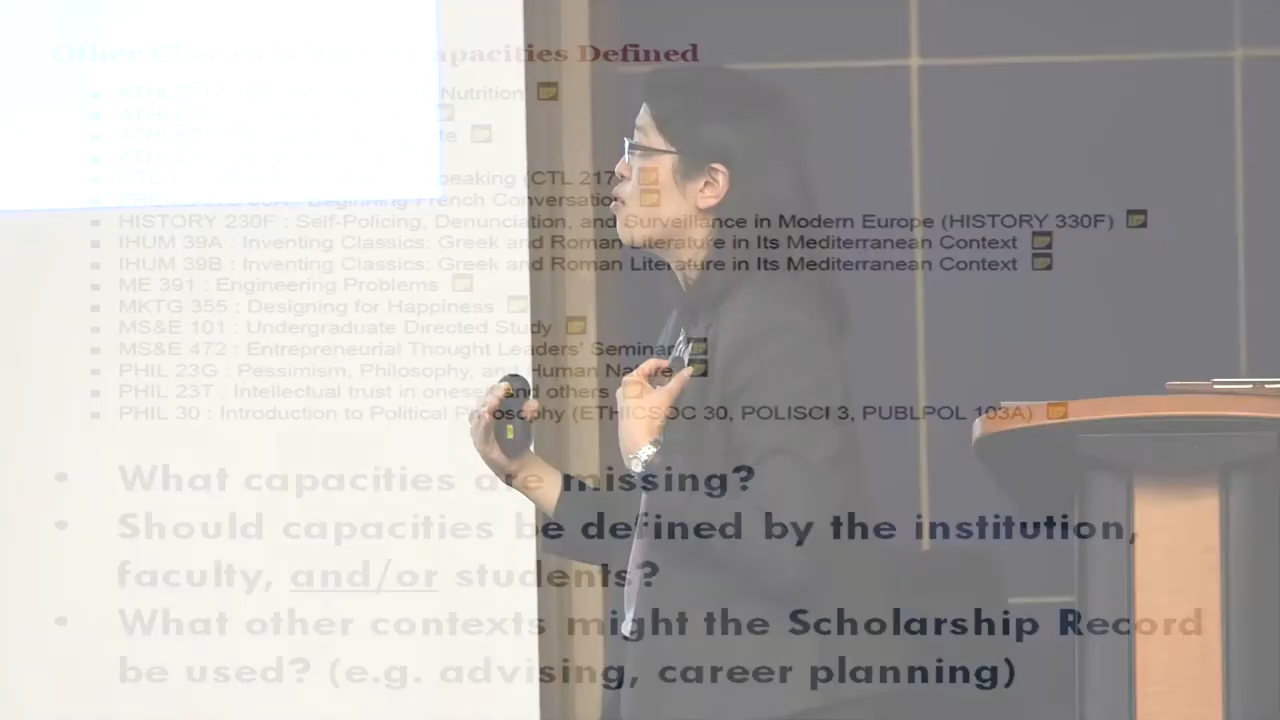 Other Capacities Defined
ATHLETIC Nutrition
ATHLETIC
ATHLETIC
speaking (CTL 217)
Beginning French Conversation
HISTORY 230F : Self-Policing, Denunciation, and Surveillance in Modern Europe (HISTORY 330F)
IHUM 39A : Inventing Classics: Greek and Roman Literature in Its Mediterranean Context
IHUM 39B : Inventing Classics: Greek and Roman Literature in Its Mediterranean Context
ME 391 : Engineering Problems
MKTG 355 : Designing for Happiness
MS&E 101 : Undergraduate Directed Study
MS&E 472 : Entrepreneurial Thought Leaders' Seminar
PHIL 23G : Pessimism, Philosophy, and Human Nature
PHIL 23T : Intellectual trust in oneself and others
PHIL 30 : Introduction to Political Philosophy (ETHICSOC 30, POLISCI 3, PUBLPOL 103A)
• What capacities are missing?
• Should capacities be defined by the institution,
faculty, and/or students?
• What other contexts might the Scholarship Record
be used? (e.g. advising, career planning)